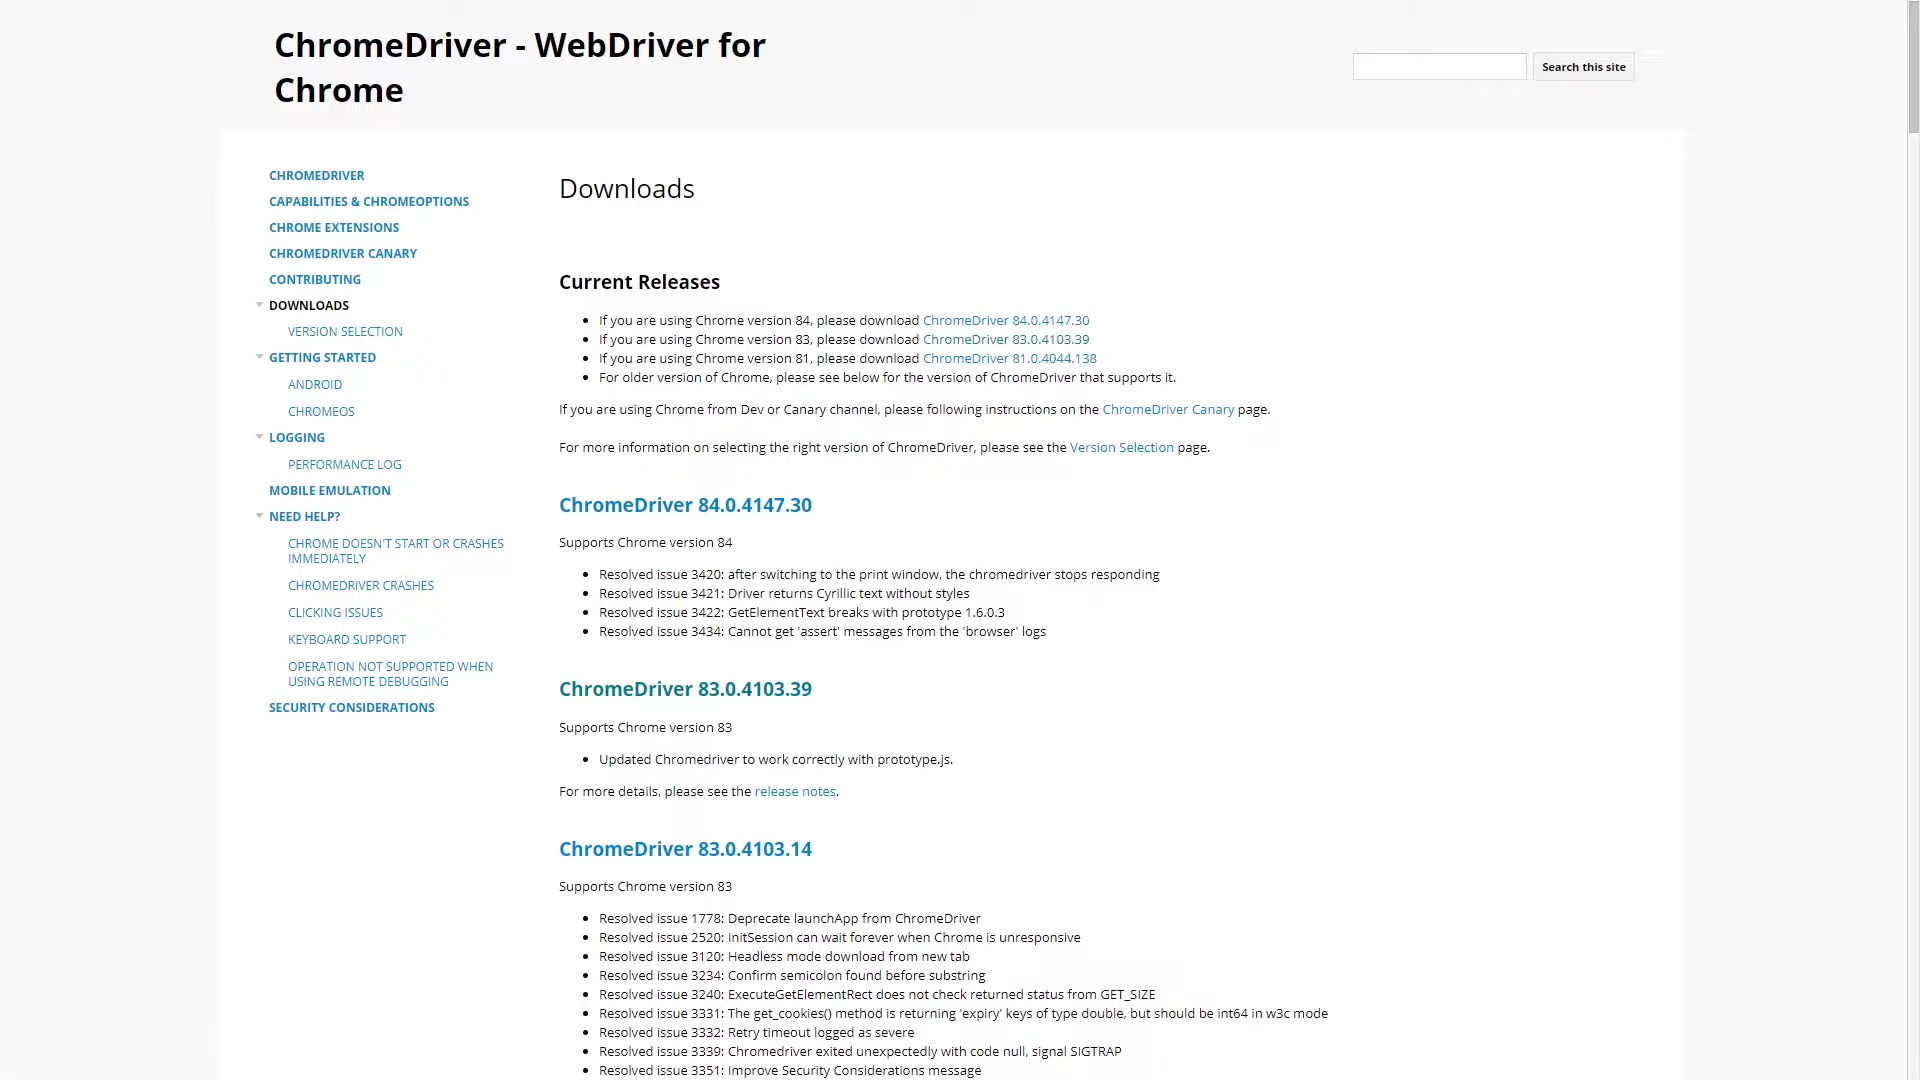 ChromeDriver - WebDriver for
Chrome
Search this site
CHROMEDRIVER
CAPABILITIES & CHROMEOPTIONS
CHROME EXTENSIONS
CHROMEDRIVER CANARY
CONTRIBUTING
DOWNLOADS
VERSION SELECTION
GETTING STARTED
ANDROID
CHROMEOS
LOGGING
PERFORMANCE LOG
MOBILE EMULATION
NEED HELP?
CHROME DOESN'T START OR CRASHES
IMMEDIATELY
CHROMEDRIVER CRASHES
CLICKING ISSUES
KEYBOARD SUPPORT
OPERATION NOT SUPPORTED WHEN
USING REMOTE DEBUGGING
SECURITY CONSIDERATIONS
Downloads
Current Releases
If you are using Chrome version 84, please download ChromeDriver 84.0.4147.30
If you are using Chrome version 83, please download ChromeDriver 83.0.4103.39
If you are using Chrome version 81, please download ChromeDriver 81.0.4044.138
For older version of Chrome, please see below for the version of ChromeDriver that supports it.
If you are using Chrome from Dev or Canary channel, please following instructions on the ChromeDriver Canary page.
For more information on selecting the right version of ChromeDriver, please see the Version Selection page.
ChromeDriver 84.0.4147.30
Supports Chrome version 84
Resolved issue 3420: after switching to the print window, the chromedriver stops responding
Resolved issue 3421: Driver returns Cyrillic text without styles
Resolved issue 3422: GetElementText breaks with prototype 1.6.0.3
Resolved issue 3434: Cannot get 'assert' messages from the 'browser' logs
ChromeDriver 83.0.4103.39
Supports Chrome version 83
Updated Chromedriver to work correctly with prototype.js.
For more details, please see the release notes.
ChromeDriver 83.0.4103.14
Supports Chrome version 83
Resolved issue 1778: Deprecate launchApp from ChromeDriver
Resolved issue 2520: InitSession can wait forever when Chrome is unresponsive
Resolved issue 3120: Headless mode download from new tab
Resolved issue 3234: Confirm semicolon found before substring
Resolved issue 3240: ExecuteGetElementRect does not check returned status from GET_SIZE
Resolved issue 3331: The get_cookies() method is returning 'expiry' keys of type double, but should be int64 in w3c mode
Resolved issue 3332: Retry timeout logged as severe
Resolved issue 3339: Chromedriver exited unexpectedly with code null, signal SIGTRAP
Resolved issue 3351: Improve Security Considerations message